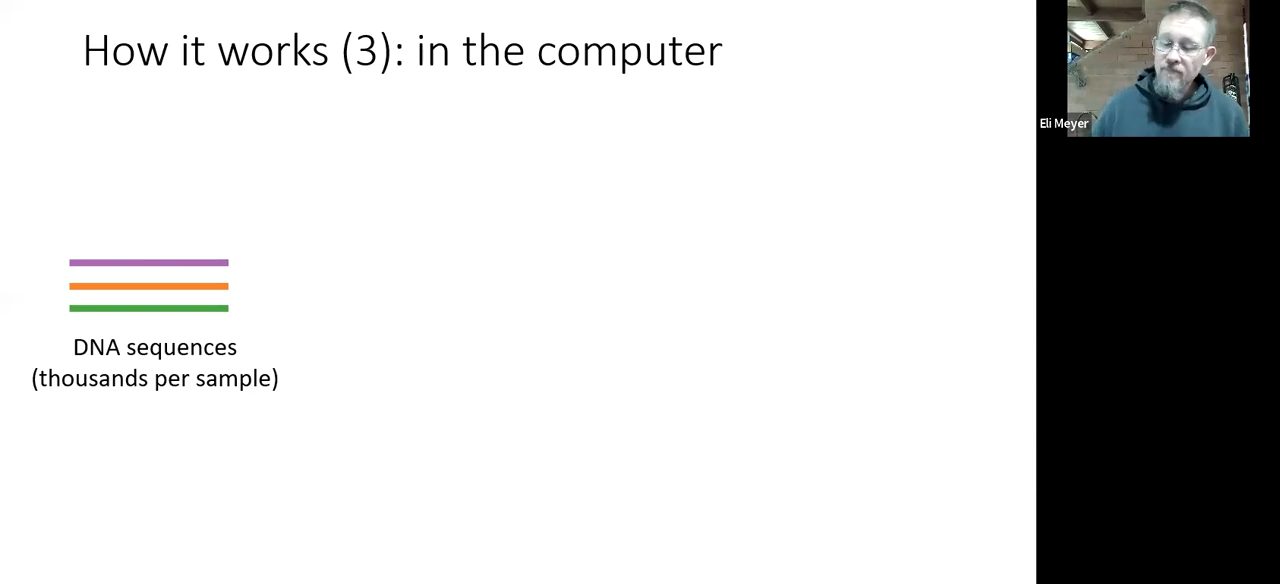 How it works (3): in the computer
Eli Meyer
DNA sequences
(thousands per sample)